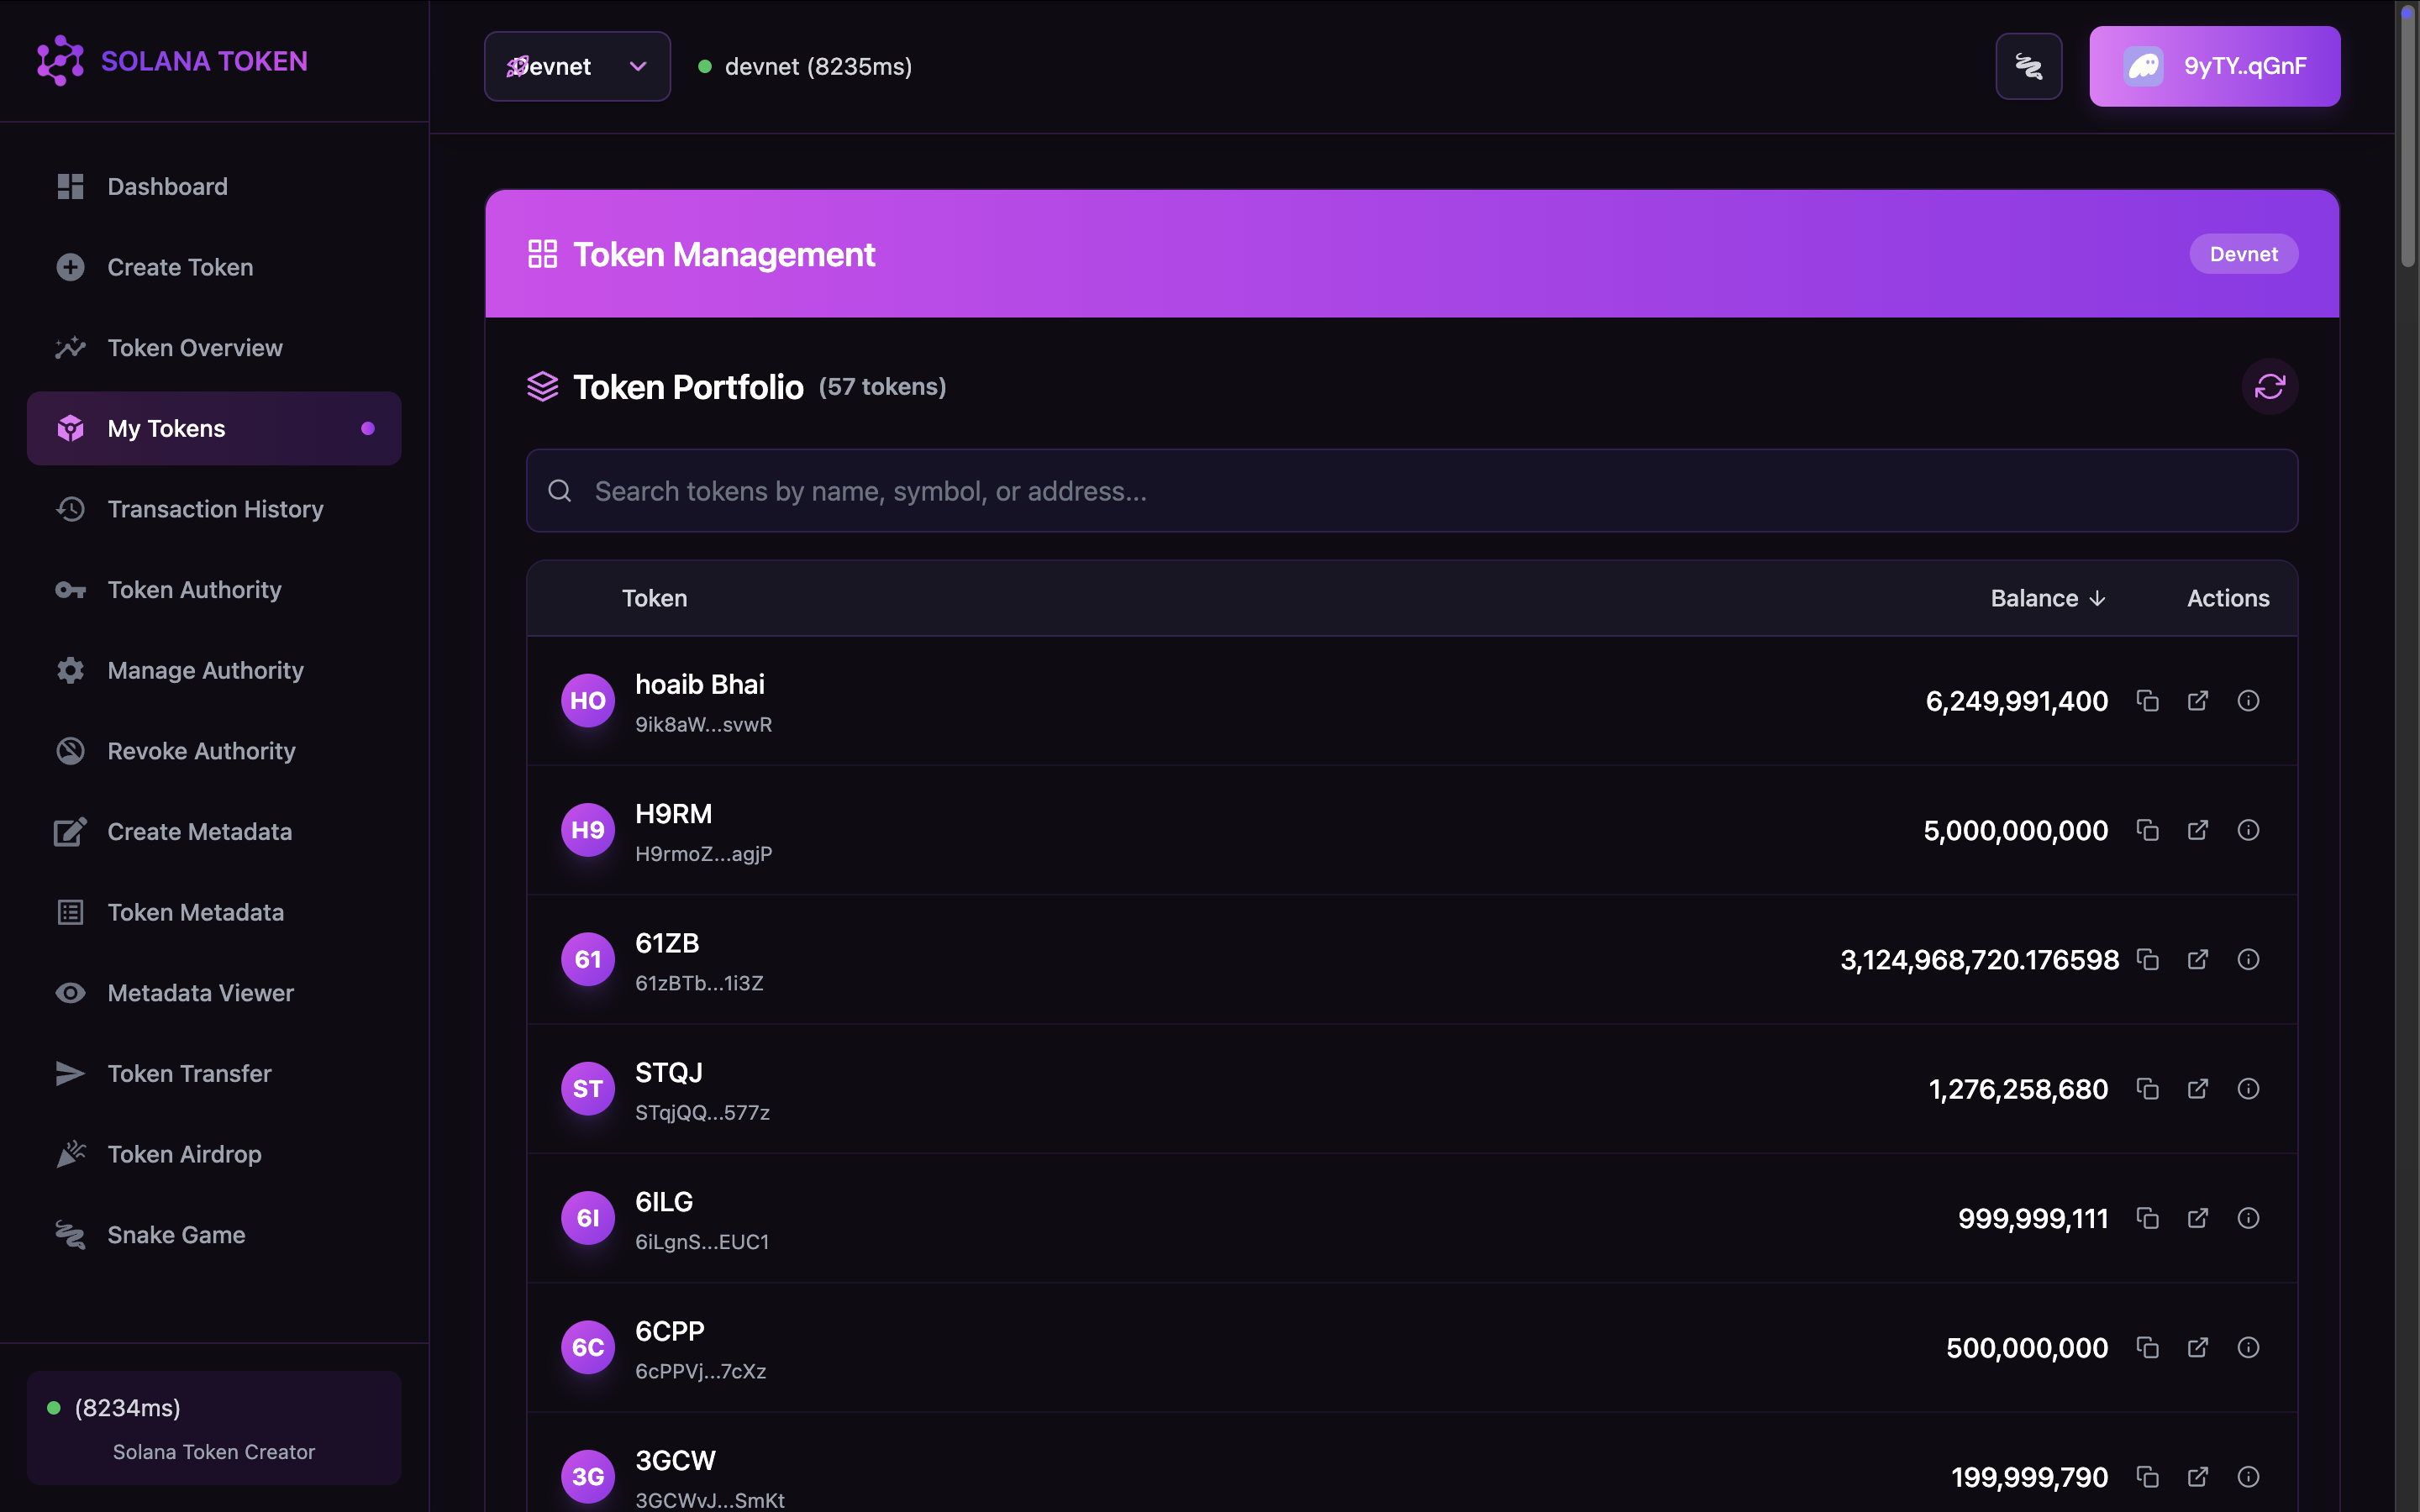 SOLANA TOKEN
Dashboard
Create Token
Token Overview
My Tokens
Transaction History
Token Authority
Manage Authority
Revoke Authority
Create Metadata
Token Metadata
Metadata Viewer
Token Transfer
Token Airdrop
Snake Game
(8234ms)
Solana Token Creator
Devnet
devnet (8235ms)
9yTY..qGnF
Token Management
Devnet
Token Portfolio (57 tokens)
Search tokens by name, symbol, or address...
Token Balance Actions
HO hoaib Bhai 6,249,991,400
9ik8aW...svwR
H9 H9RM 5,000,000,000
H9rmoZ...agjP
61 61ZB 3,124,968,720.176598
61zBTb...1i3Z
ST STQJ 1,276,258,680
STqjQQ...577z
6I 6ILG 999,999,111
6iLgnS...EUC1
6C 6CPP 500,000,000
6cPPVj...7cXz
3G 3GCW 199,999,790
3GCWvJ...SmKt